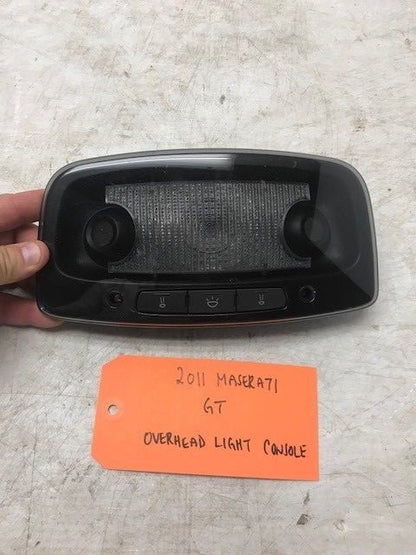 2011 MASERATI
GT
OVERHEAD LIGHT CONSOLE